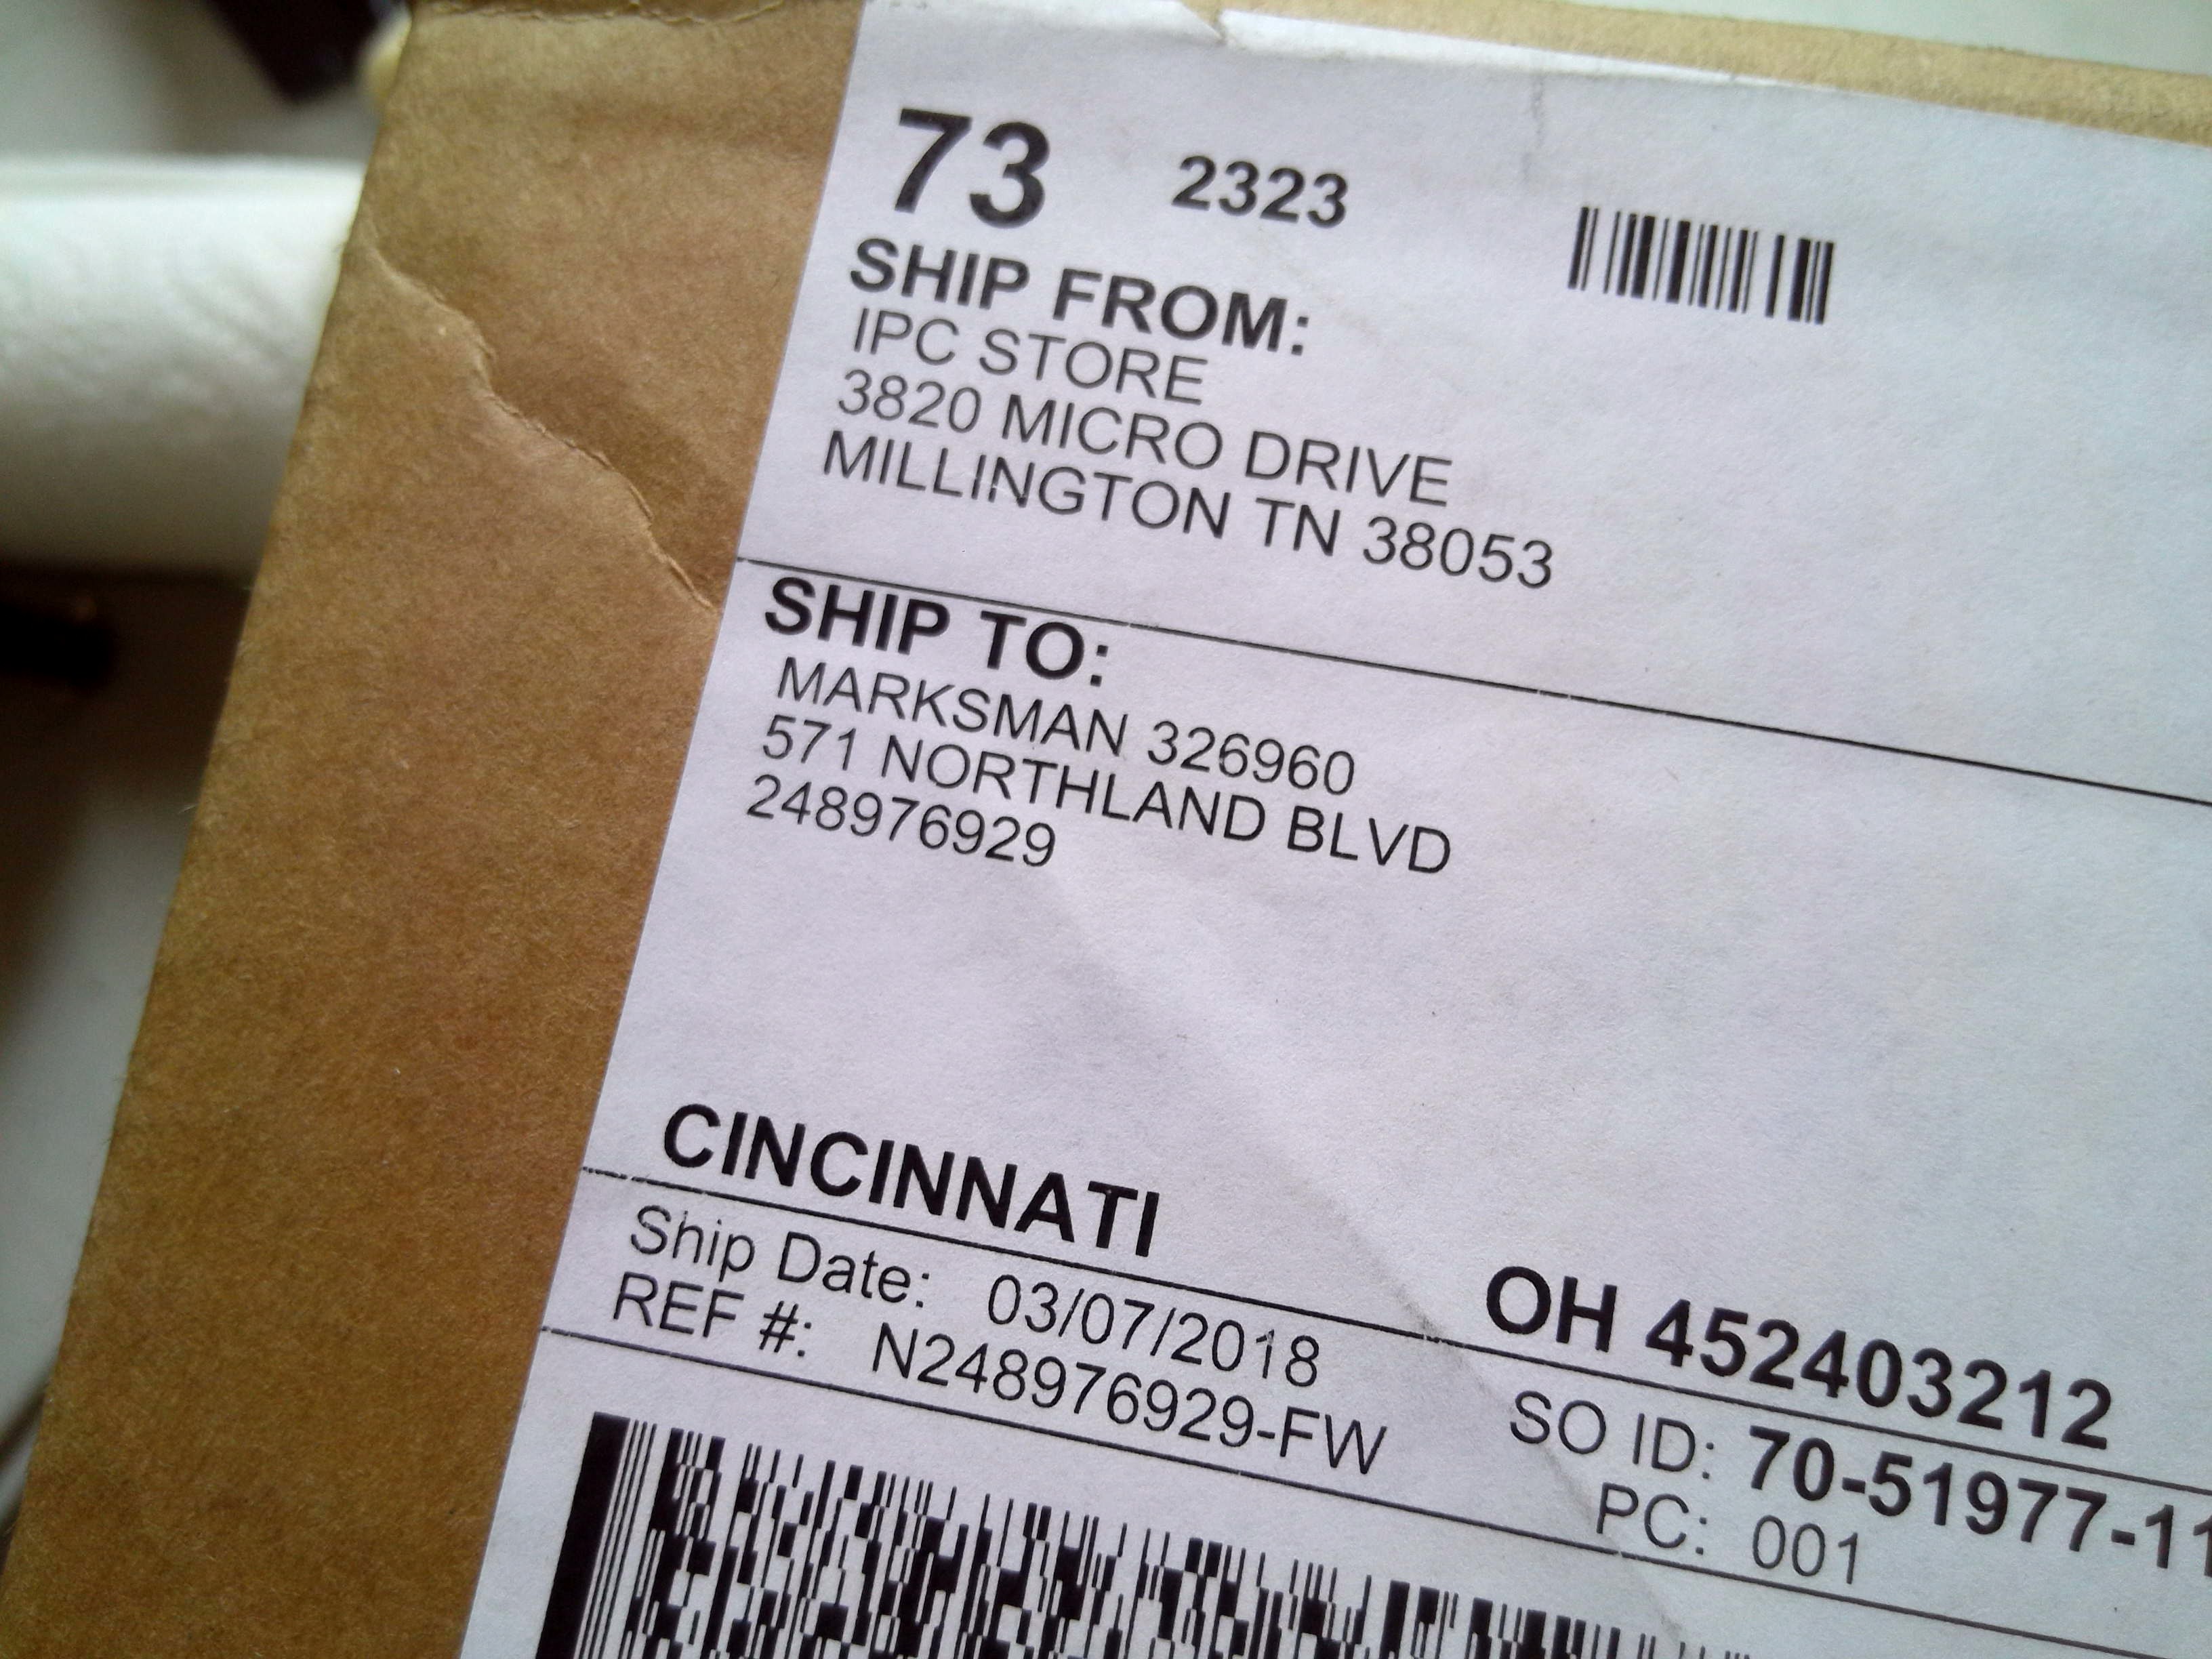 73 2323
SHIP FROM:
IPC STORE
3820 MICRO DRIVE
MILLINGTON TN 38053
SHIP TO:
MARKSMAN 326960
571 NORTHLAND BLVD
248976929
CINCINNATI OH 452403212
Ship Date: 03/07/2018 SO ID: 70-51977-11
REF #: N248976929-FW PC: 001